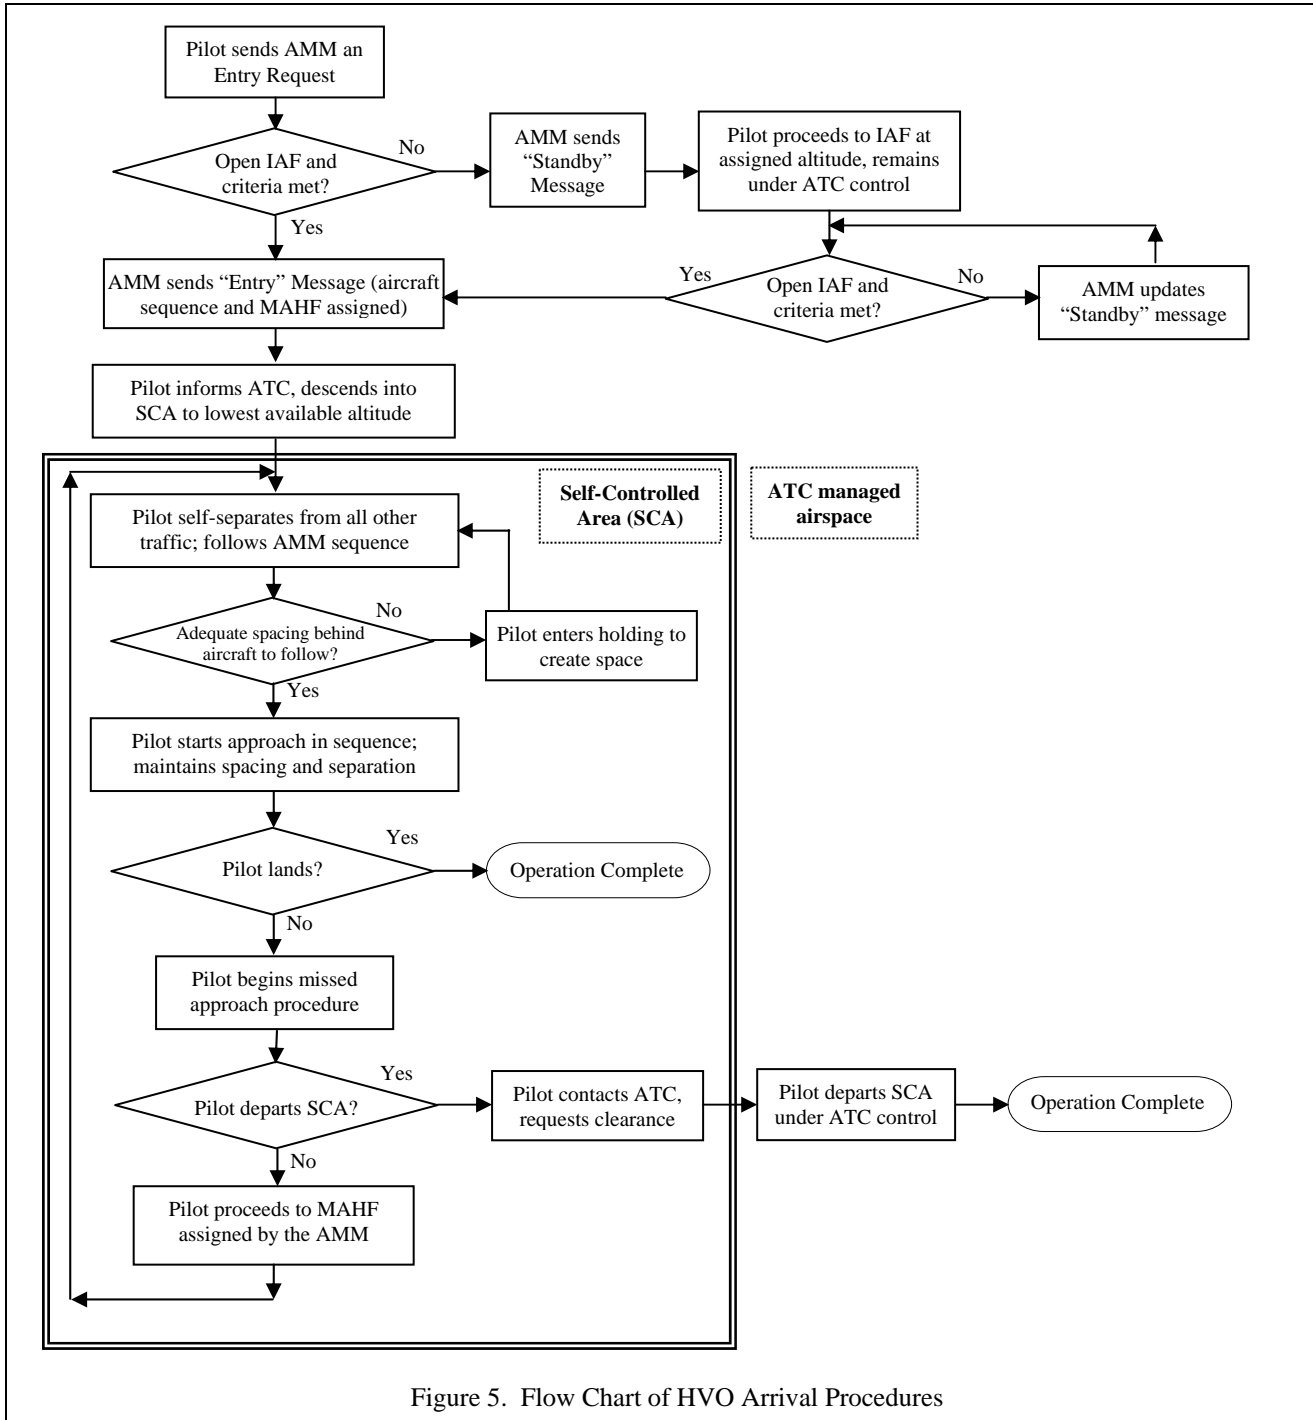 Pilot sends AMM an
Entry Request
Open IAF and
criteria met?
No
AMM sends
“Standby”
Message
Pilot proceeds to IAF at
assigned altitude, remains
under ATC control
Yes
AMM sends “Entry” Message (aircraft
sequence and MAHF assigned)
Yes
Open IAF and
criteria met?
No
AMM updates
“Standby” message
Pilot informs ATC, descends into
SCA to lowest available altitude
Self-Controlled
Area (SCA)
ATC managed
airspace
Pilot self-separates from all other
traffic; follows AMM sequence
Adequate spacing behind
aircraft to follow?
No
Pilot enters holding to
create space
Yes
Pilot starts approach in sequence;
maintains spacing and separation
Pilot lands?
Yes
Operation Complete
No
Pilot begins missed
approach procedure
Pilot departs SCA?
Yes
Pilot contacts ATC,
requests clearance
Pilot departs SCA
under ATC control
Operation Complete
No
Pilot proceeds to MAHF
assigned by the AMM
Figure 5.  Flow Chart of HVO Arrival Procedures